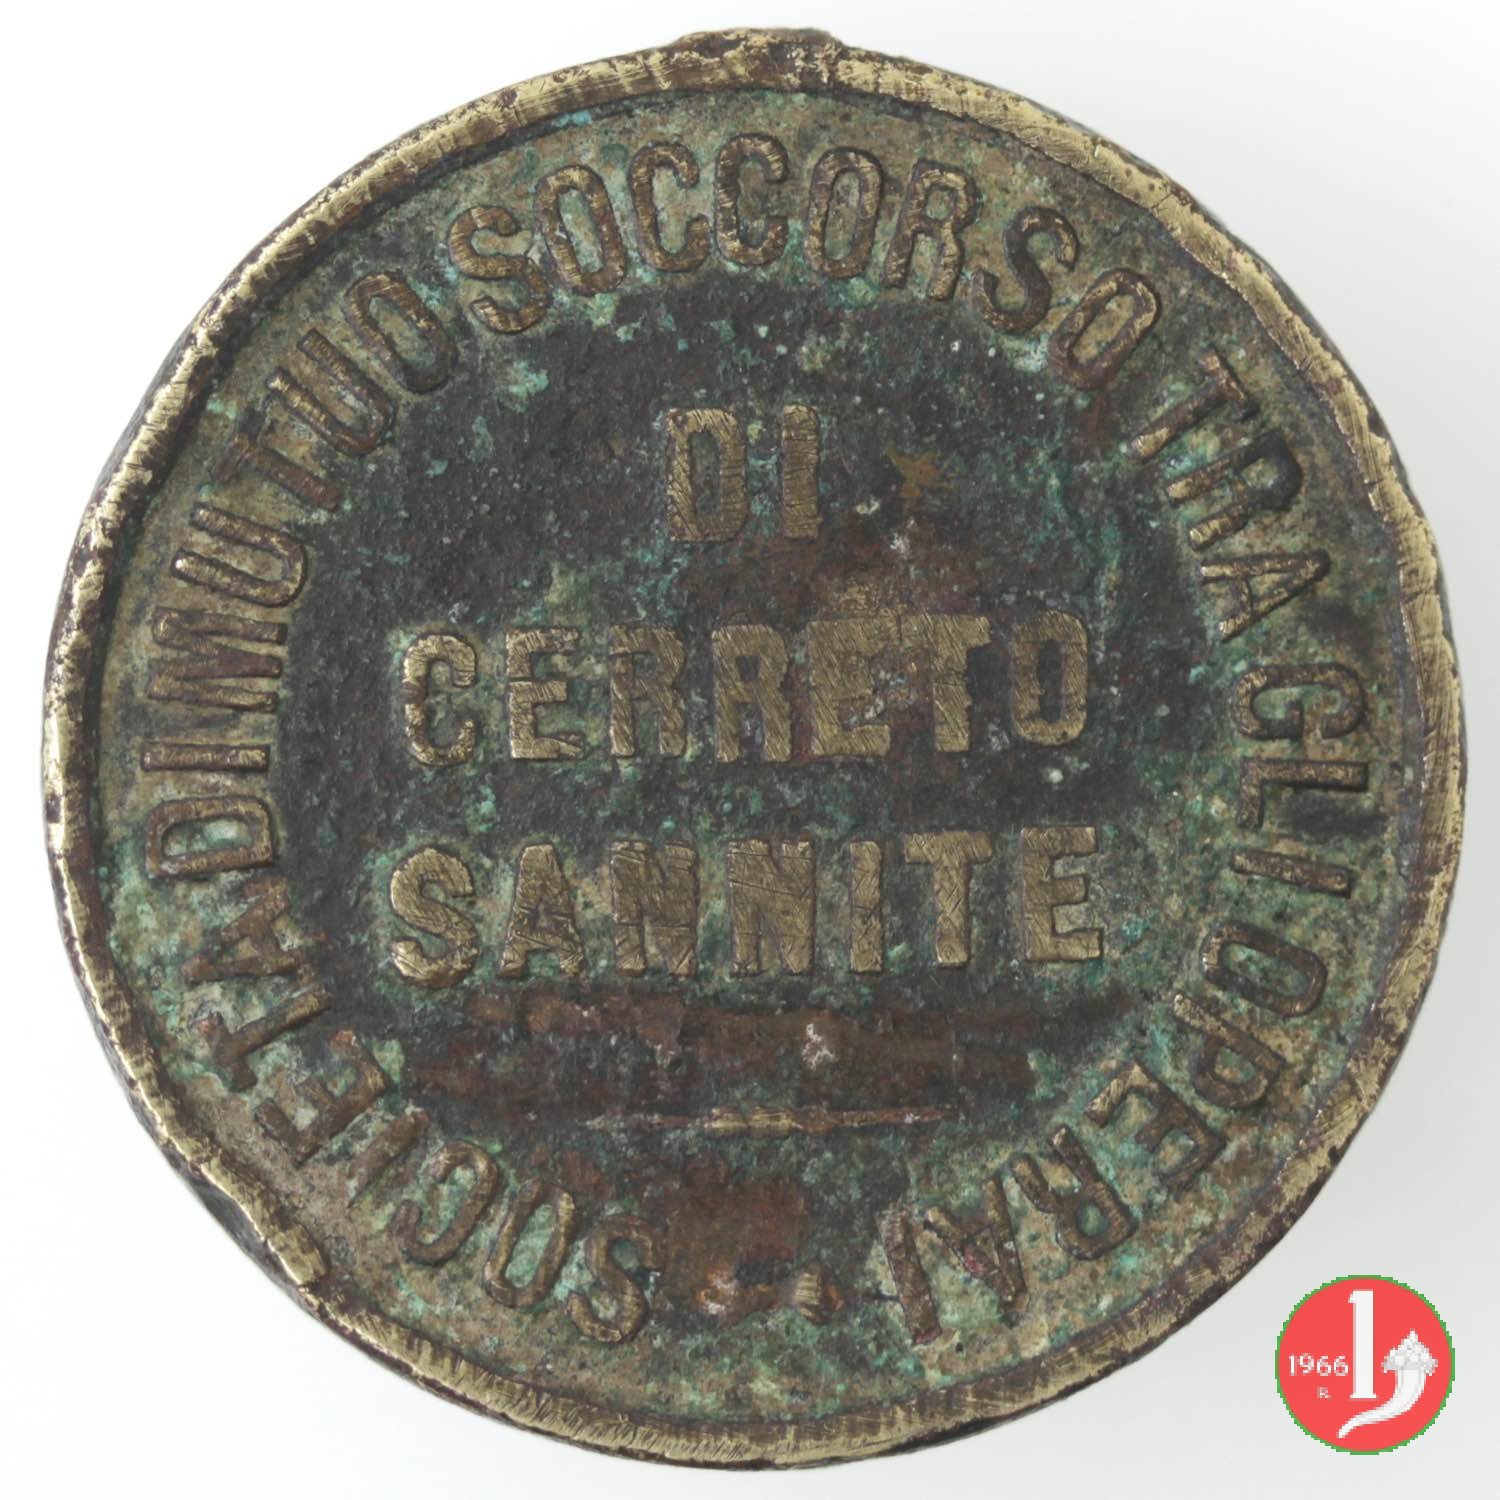 SOCIETA DI MUTUO SOCCORSO TRA GLI OPERAI
DI
CERRETO
SANNITE
1966
R